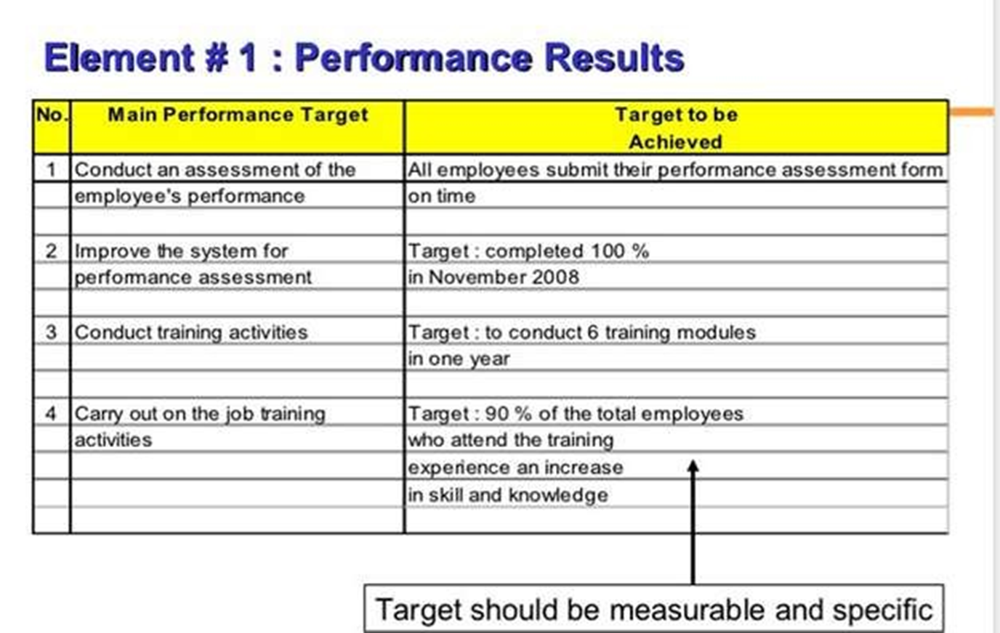 Element # 1 : Performance Results
No. Main Performance Target Target to be
Achieved
1 Conduct an assessment of the All employees submit their performance assessment form
employee's performance on time
2 Improve the system for Target : completed 100 %
performance assessment in November 2008
3 Conduct training activities Target : to conduct 6 training modules
in one year
4 Carry out on the job training Target : 90 % of the total employees
activities who attend the training
experience an increase
in skill and knowledge
Target should be measurable and specific